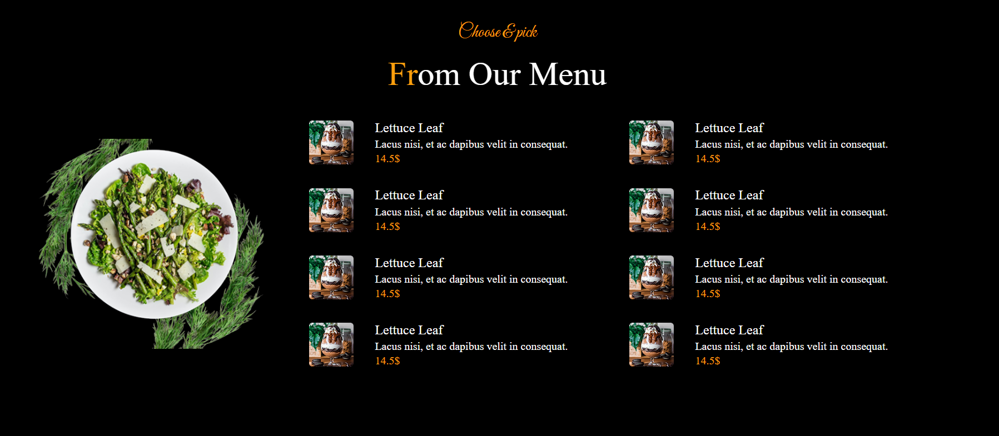 Choose & pick
From Our Menu
Lettuce Leaf
Lacus nisi, et ac dapibus velit in consequat.
14.5$
Lettuce Leaf
Lacus nisi, et ac dapibus velit in consequat.
14.5$
Lettuce Leaf
Lacus nisi, et ac dapibus velit in consequat.
14.5$
Lettuce Leaf
Lacus nisi, et ac dapibus velit in consequat.
14.5$
Lettuce Leaf
Lacus nisi, et ac dapibus velit in consequat.
14.5$
Lettuce Leaf
Lacus nisi, et ac dapibus velit in consequat.
14.5$
Lettuce Leaf
Lacus nisi, et ac dapibus velit in consequat.
14.5$
Lettuce Leaf
Lacus nisi, et ac dapibus velit in consequat.
14.5$